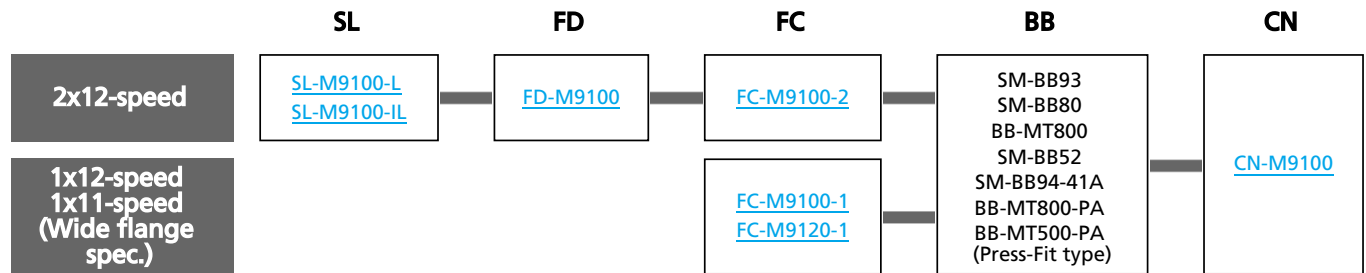 SL
FD
FC
BB
CN
2x12-speed
SL-M9100-L
SL-M9100-IL
FD-M9100
FC-M9100-2
1x12-speed
1x11-speed
(Wide flange
spec.)
FC-M9100-1
FC-M9120-1
SM-BB93
SM-BB80
BB-MT800
SM-BB52
SM-BB94-41A
BB-MT800-PA
BB-MT500-PA
(Press-Fit type)
CN-M9100